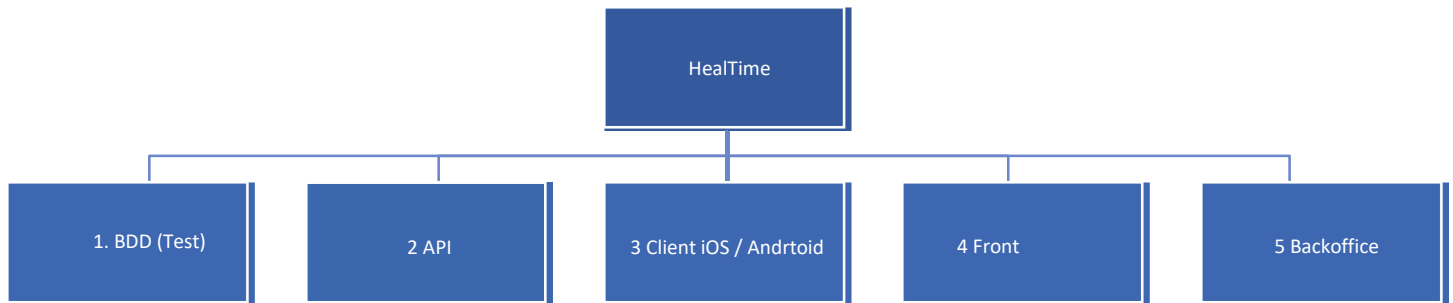 HealTime
1. BDD (Test)
2 API
3 Client iOS / Andrtoid
4 Front
5 Backoffice